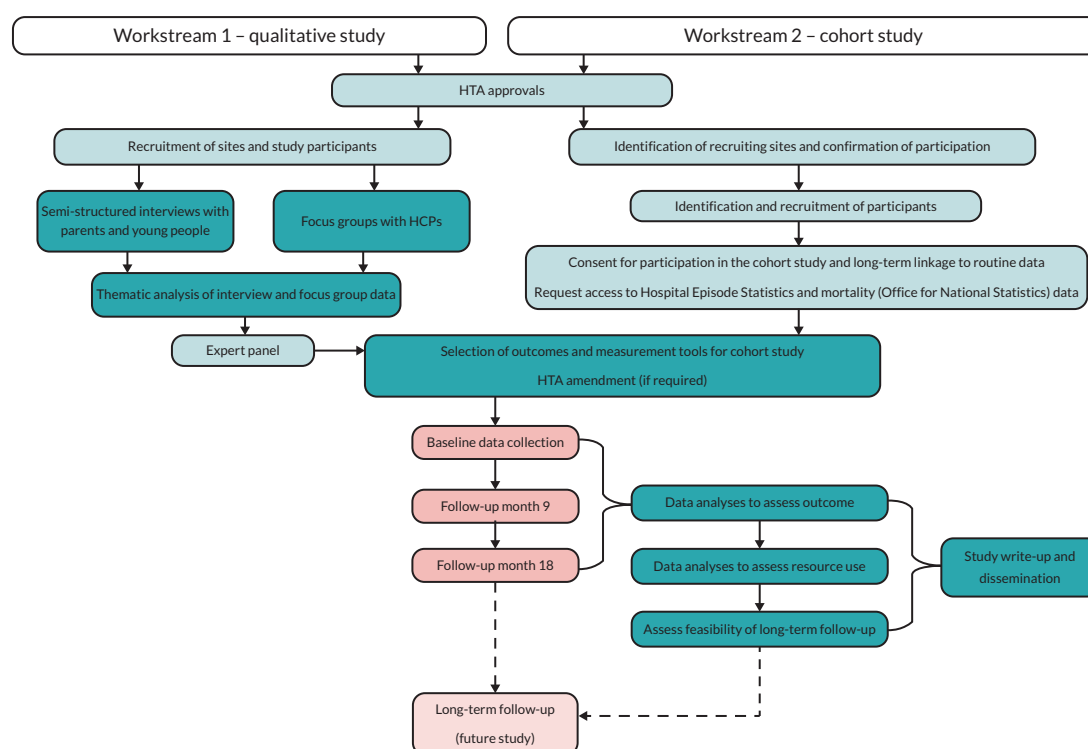 Workstream 1 – qualitative study
Workstream 2 – cohort study
HTA approvals
Recruitment of sites and study participants
Identification of recruiting sites and confirmation of participation
Semi-structured interviews with
parents and young people
Focus groups with HCPs
Identification and recruitment of participants
Consent for participation in the cohort study and long-term linkage to routine data
Request access to Hospital Episode Statistics and mortality (Office for National Statistics) data
Thematic analysis of interview and focus group data
Expert panel
Selection of outcomes and measurement tools for cohort study
HTA amendment (if required)
Baseline data collection
Follow-up month 9
Follow-up month 18
Data analyses to assess outcome
Data analyses to assess resource use
Assess feasibility of long-term follow-up
Study write-up and
dissemination
Long-term follow-up
(future study)